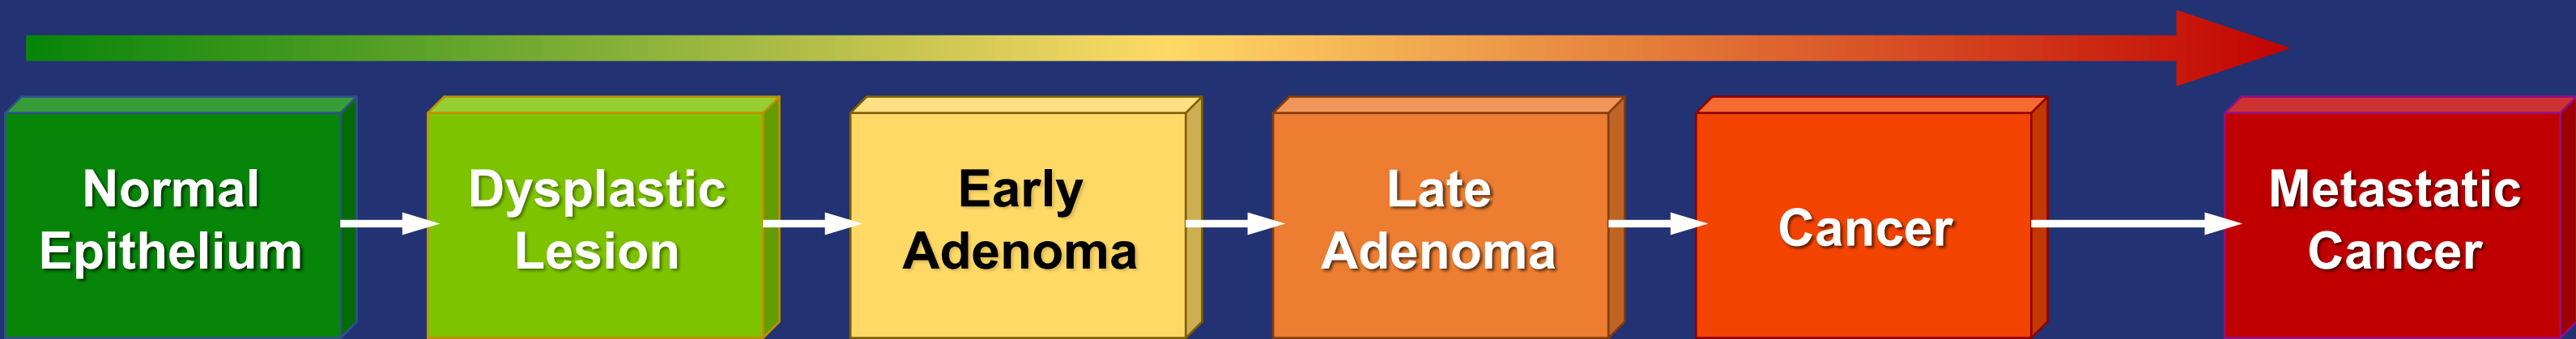 Normal
Epithelium
Dysplastic
Lesion
Early
Adenoma
Late
Adenoma
Cancer
Metastatic
Cancer